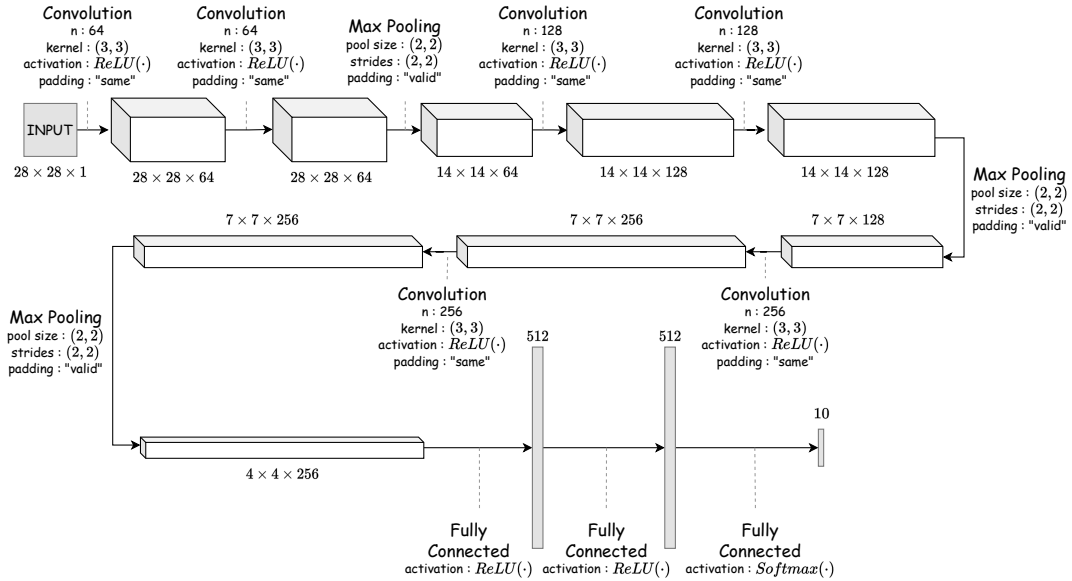 Convolution
n : 64
kernel : (3, 3)
activation : ReLU(·)
padding : "same"
Convolution
n : 64
kernel : (3, 3)
activation : ReLU(·)
padding : "same"
Max Pooling
pool size : (2, 2)
strides : (2, 2)
padding : "valid"
Convolution
n : 128
kernel : (3, 3)
activation : ReLU(·)
padding : "same"
Convolution
n : 128
kernel : (3, 3)
activation : ReLU(·)
padding : "same"
INPUT
28 × 28 × 1
28 × 28 × 64
28 × 28 × 64
14 × 14 × 64
14 × 14 × 128
14 × 14 × 128
Max Pooling
pool size : (2, 2)
strides : (2, 2)
padding : "valid"
7 × 7 × 128
7 × 7 × 256
7 × 7 × 256
Convolution
n : 256
kernel : (3, 3)
activation : ReLU(·)
padding : "same"
Convolution
n : 256
kernel : (3, 3)
activation : ReLU(·)
padding : "same"
Max Pooling
pool size : (2, 2)
strides : (2, 2)
padding : "valid"
4 × 4 × 256
512
512
10
Fully
Connected
activation : ReLU(·)
Fully
Connected
activation : ReLU(·)
Fully
Connected
activation : Softmax(·)